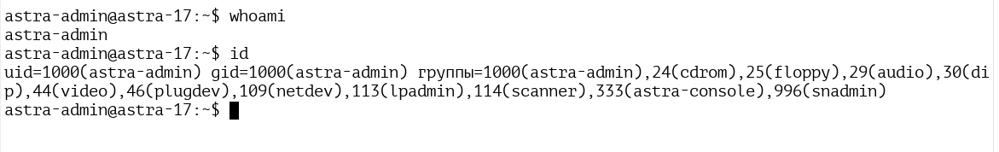 astra-admin@astra-17:~$ whoami
astra-admin
astra-admin@astra-17:~$ id
uid=1000(astra-admin) gid=1000(astra-admin) группы=1000(astra-admin),24(cdrom),25(floppy),29(audio),30(di
p),44(video),46(plugdev),109(netdev),113(lpadmin),114(scanner),333(astra-console),996(snadmin)
astra-admin@astra-17:~$